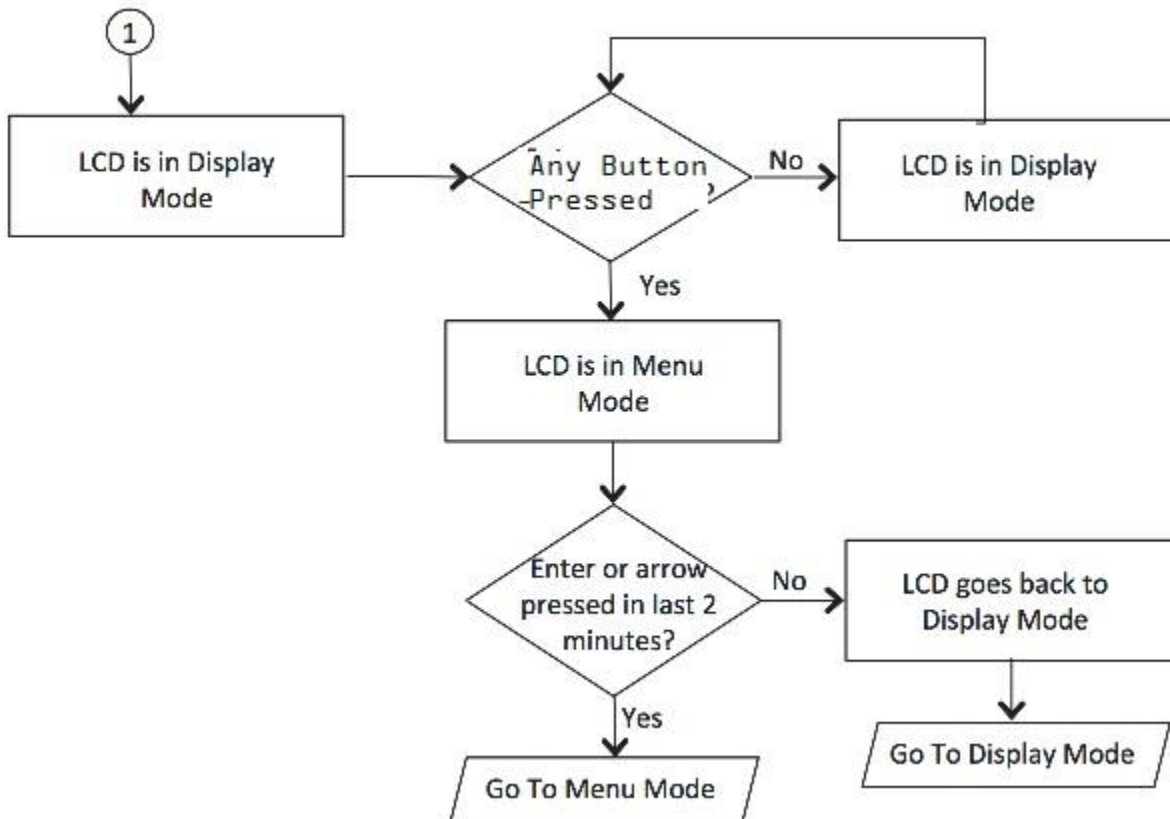 1
LCD is in Display
Mode
Any Button
Pressed ?
No
LCD is in Display
Mode
Yes
LCD is in Menu
Mode
Enter or arrow
pressed in last 2
minutes?
No
LCD goes back to
Display Mode
Yes
Go To Display Mode
Go To Menu Mode